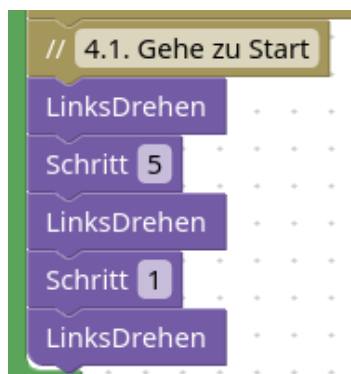 // 4.1. Gehe zu Start
LinksDrehen
Schritt 5
LinksDrehen
Schritt 1
LinksDrehen